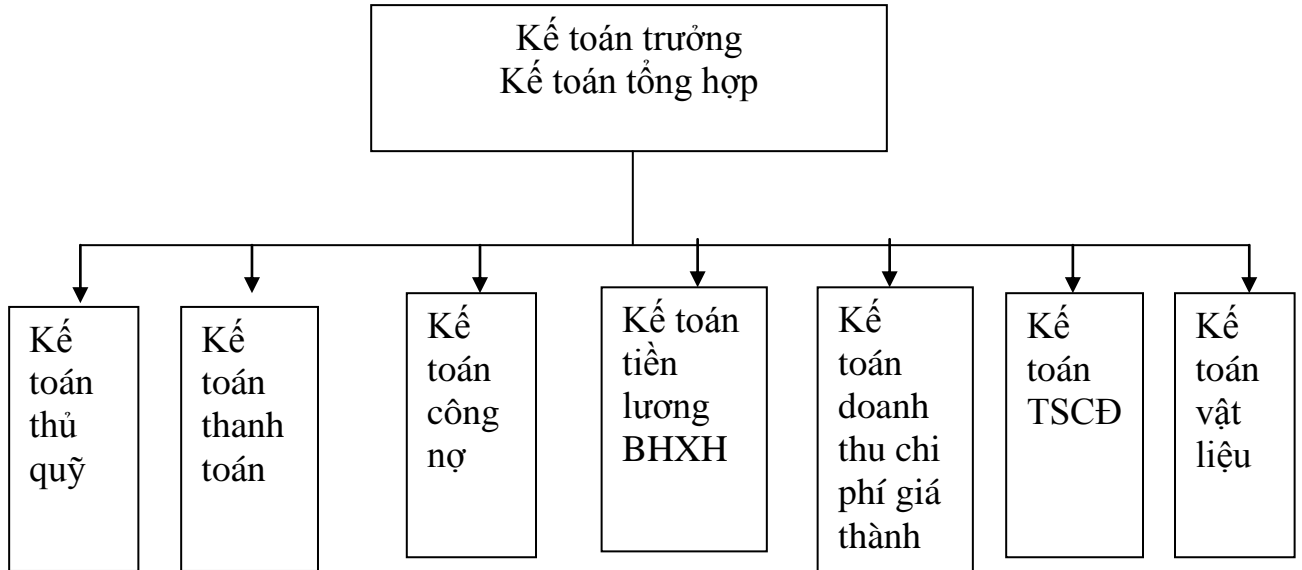 Kế toán trưởng
Kế toán tổng hợp
Kế
toán
thủ
quỹ
Kế
toán
thanh
toán
Kế
toán
công
nợ
Kế toán
tiền
lương
BHXH
Kế
toán
doanh
thu chi
phí giá
thành
Kế
toán
TSCĐ
Kế
toán
vật
liệu